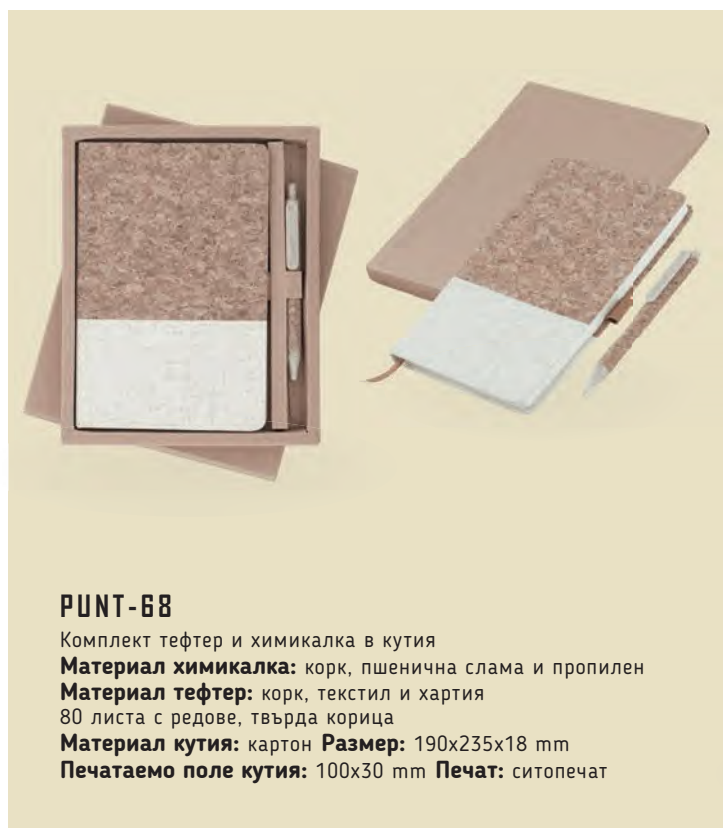 PUNT-68
Комплект тефтер и химикалка в кутия
Материал химикалка: корк, пшенична слама и пропилен
Материал тефтер: корк, текстил и хартия
80 листа с редове, твърда корица
Материал кутия: картон Размер: 190x235x18 mm
Печатаемо поле кутия: 100x30 mm Печат: ситопечат